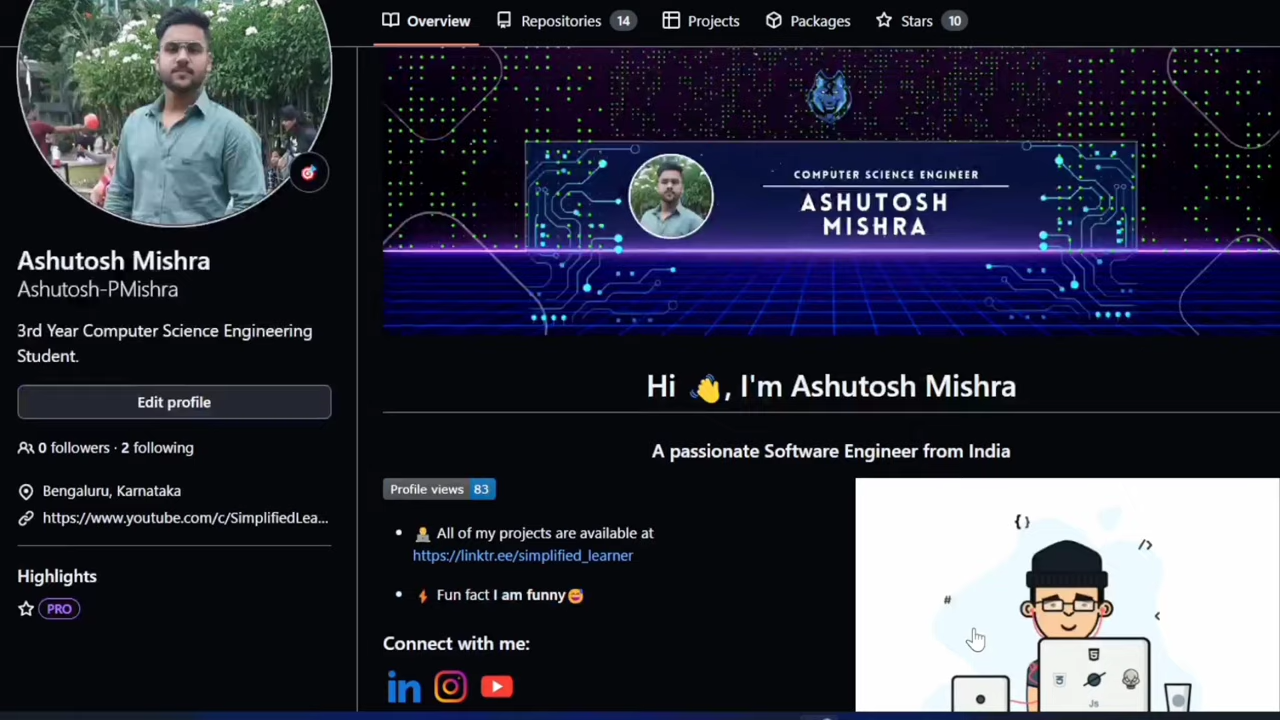 Overview Repositories 14 Projects Packages Stars 10
COMPUTER SCIENCE ENGINEER
ASHUTOSH
MISHRA
Ashutosh Mishra
Ashutosh-PMishra
3rd Year Computer Science Engineering
Student.
Edit profile
0 followers · 2 following
Bengaluru, Karnataka
https://www.youtube.com/c/SimplifiedLea...
Highlights
PRO
Hi 👋, I'm Ashutosh Mishra
A passionate Software Engineer from India
Profile views 83
• 👨‍💻 All of my projects are available at
https://linktr.ee/simplified_learner
• ⚡ Fun fact I am funny😅
Connect with me:
in
{}
/>
#
<
Js